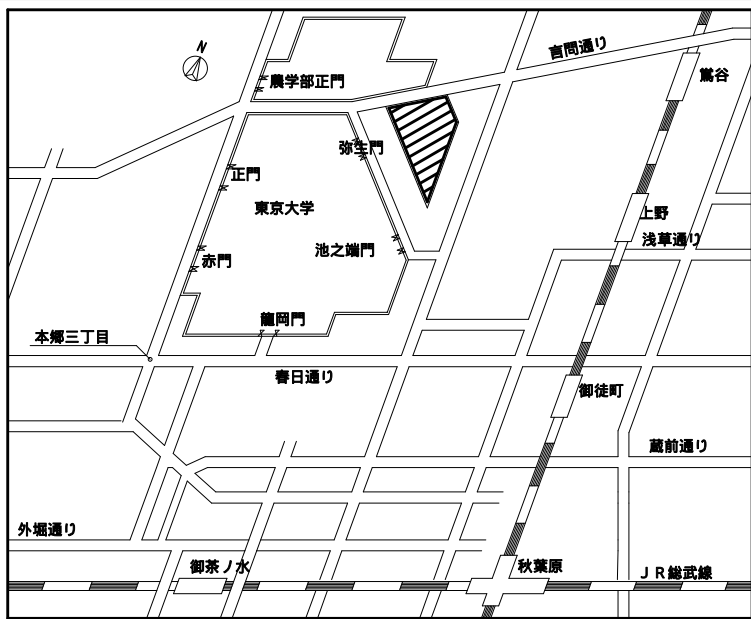 N
言問通り
農学部正門
鴬谷
弥生門
正門
東京大学
上野
浅草通り
池之端門
赤門
龍岡門
本郷三丁目
春日通り
御徒町
蔵前通り
外堀通り
御茶ノ水
秋葉原
ＪＲ総武線